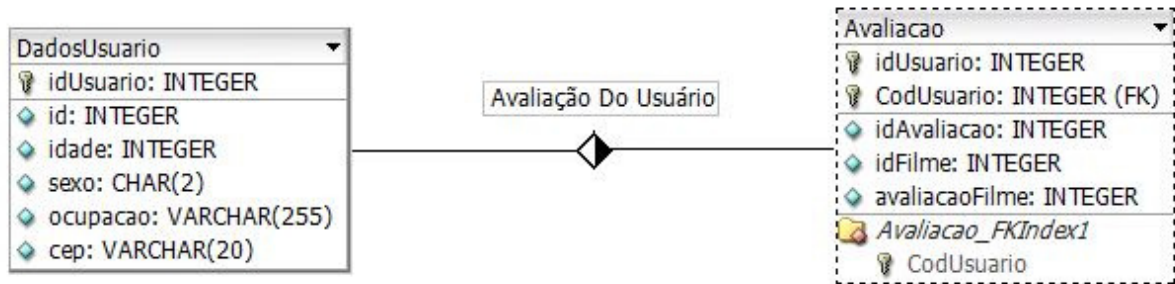 DadosUsuario
idUsuario: INTEGER
id: INTEGER
idade: INTEGER
sexo: CHAR(2)
ocupacao: VARCHAR(255)
cep: VARCHAR(20)
Avaliação Do Usuário
Avaliacao
idUsuario: INTEGER
CodUsuario: INTEGER (FK)
idAvaliacao: INTEGER
idFilme: INTEGER
avaliacaoFilme: INTEGER
Avaliacao_FKIndex1
CodUsuario